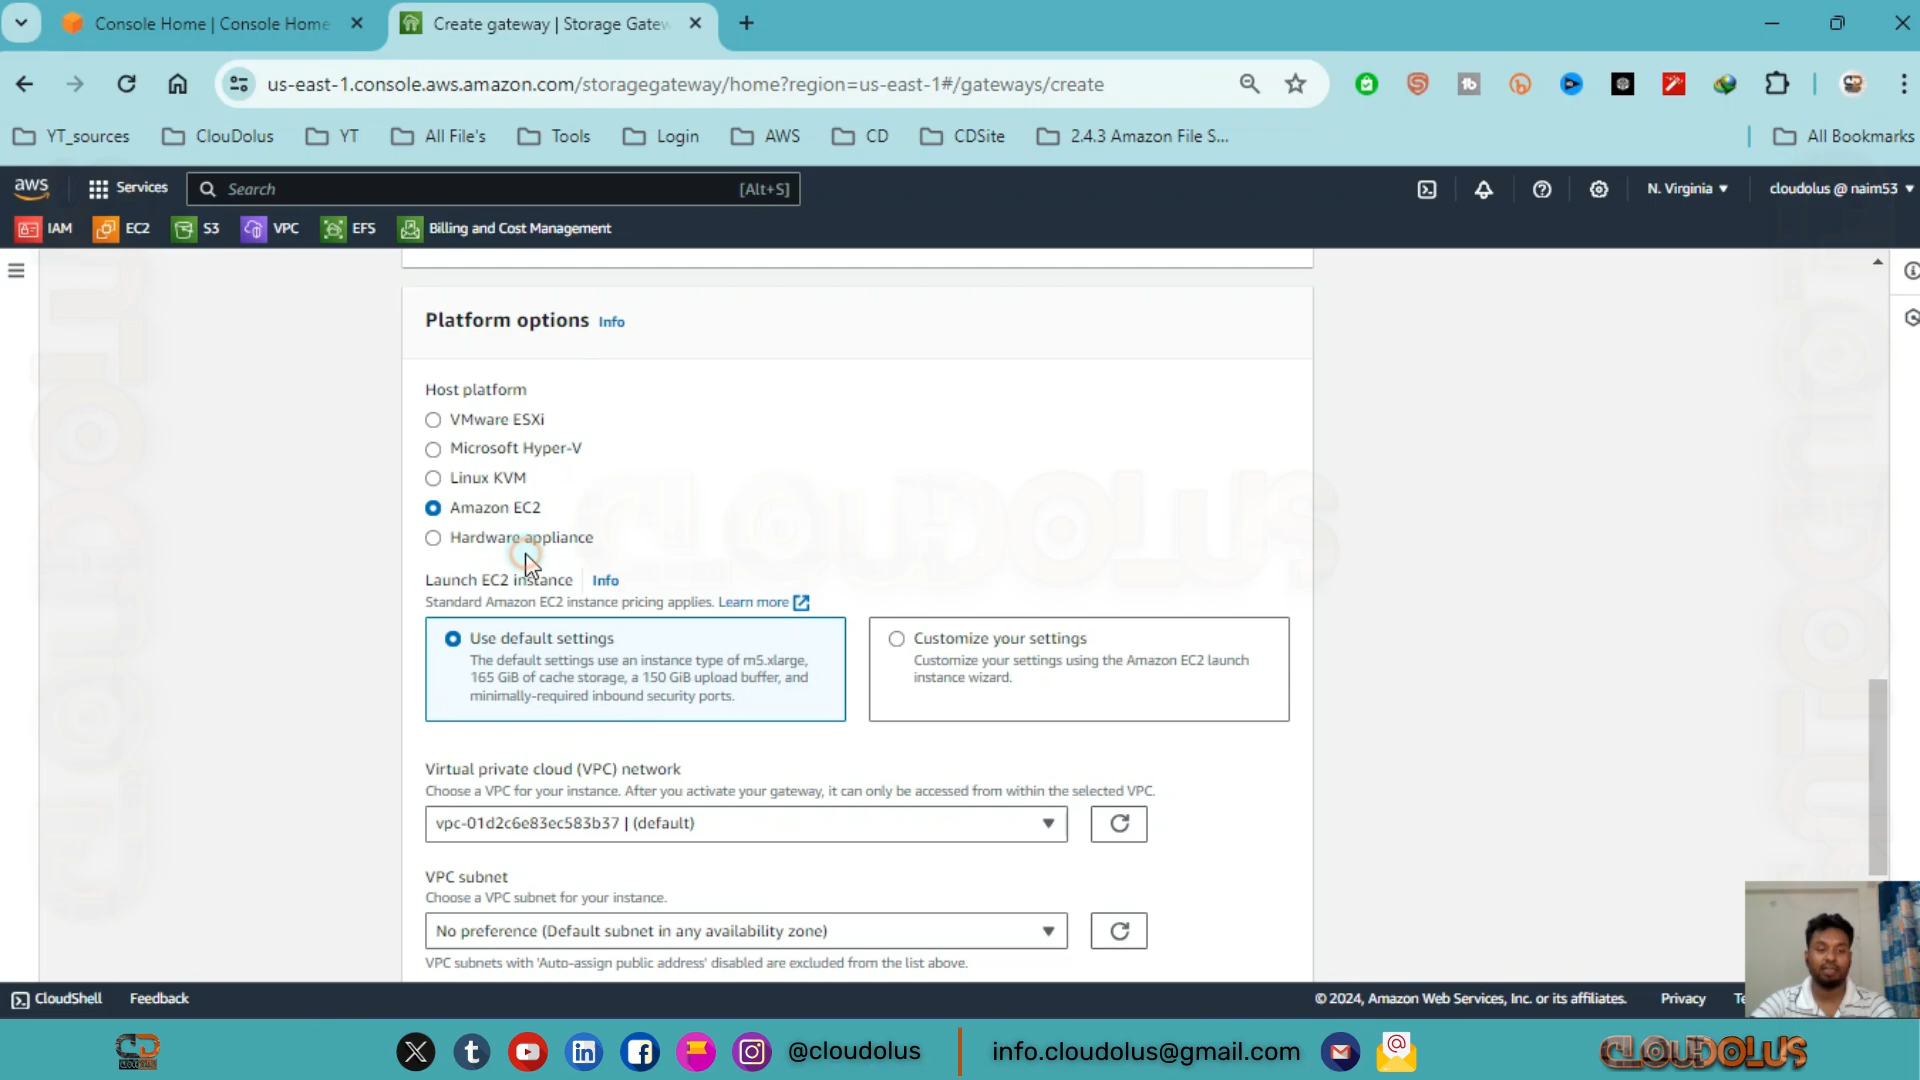 Console Home | Console Home
Create gateway | Storage Gatew
us-east-1.console.aws.amazon.com/storagegateway/home?region=us-east-1#/gateways/create
YT_sources
ClouDolus
YT
All File's
Tools
Login
AWS
CD
CDSite
2.4.3 Amazon File S...
All Bookmarks
aws
Services
Search
[Alt+S]
N. Virginia
cloudolus @ naim53
IAM
EC2
S3
VPC
EFS
Billing and Cost Management
Platform options
Info
Host platform
VMware ESXi
Microsoft Hyper-V
Linux KVM
Amazon EC2
Hardware appliance
Launch EC2 instance
Info
Standard Amazon EC2 instance pricing applies. Learn more
Use default settings
The default settings use an instance type of m5.xlarge,
165 GiB of cache storage, a 150 GiB upload buffer, and
minimally-required inbound security ports.
Customize your settings
Customize your settings using the Amazon EC2 launch
instance wizard.
Virtual private cloud (VPC) network
Choose a VPC for your instance. After you activate your gateway, it can only be accessed from within the selected VPC.
vpc-01d2c6e83ec583b37 | (default)
VPC subnet
Choose a VPC subnet for your instance.
No preference (Default subnet in any availability zone)
VPC subnets with 'Auto-assign public address' disabled are excluded from the list above.
CLOUDOLUS
CloudShell
Feedback
© 2024, Amazon Web Services, Inc. or its affiliates.
Privacy
Te
@cloudolus
info.cloudolus@gmail.com
CLOUDOLUS